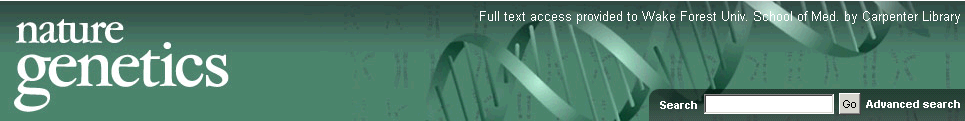 Full text access provided to Wake Forest Univ. School of Med. by Carpenter Library
nature
genetics
Search Go Advanced search